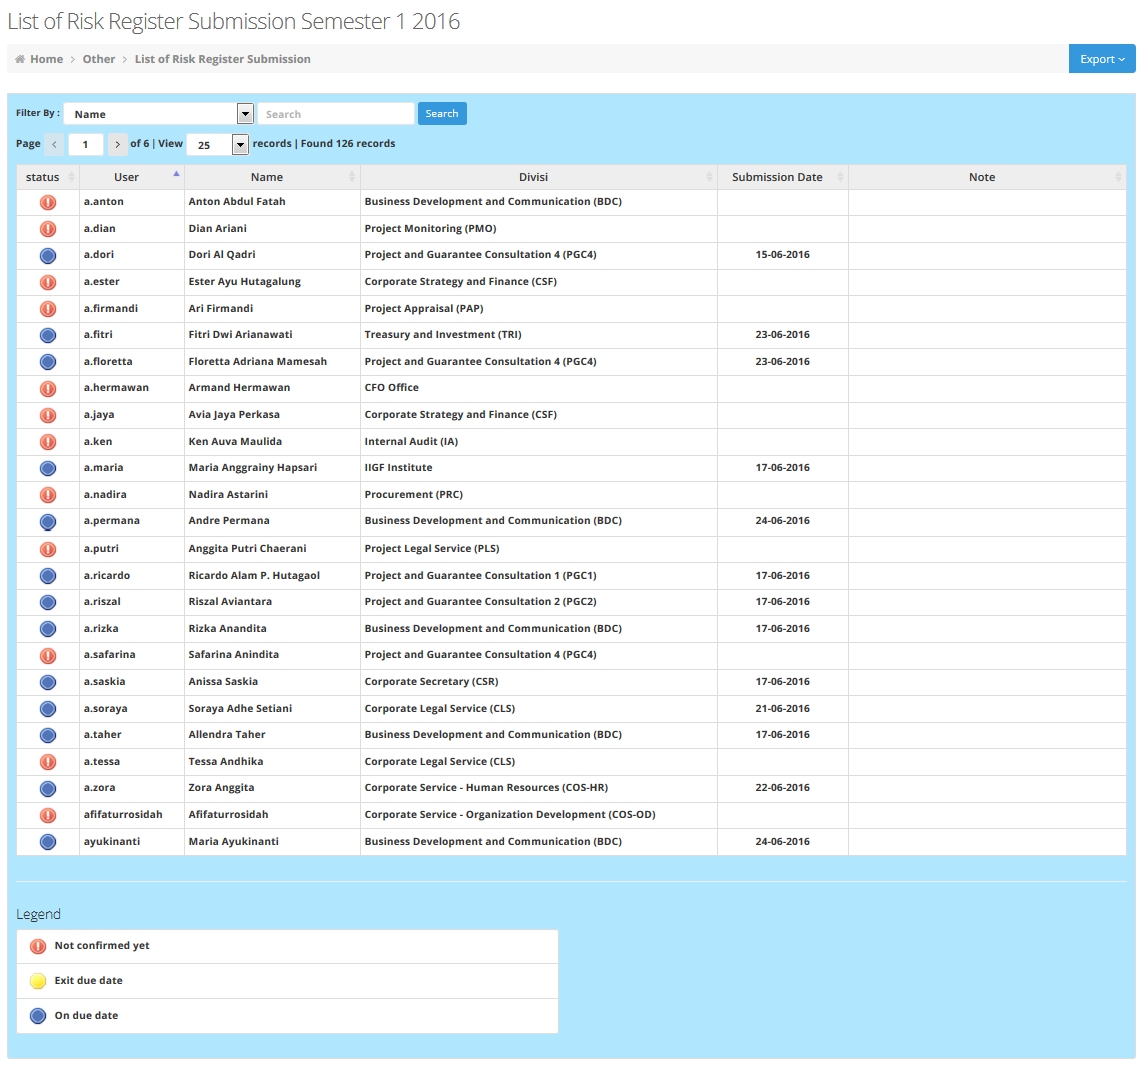 List of Risk Register Submission Semester 1 2016
Home > Other > List of Risk Register Submission Export
Filter By : Name Search Search
Page < 1 > of 6 | View 25 records | Found 126 records
status User Name Divisi Submission Date Note
a.anton Anton Abdul Fatah Business Development and Communication (BDC)
a.dian Dian Ariani Project Monitoring (PMO)
a.dori Dori Al Qadri Project and Guarantee Consultation 4 (PGC4) 15-06-2016
a.ester Ester Ayu Hutagalung Corporate Strategy and Finance (CSF)
a.firmandi Ari Firmandi Project Appraisal (PAP)
a.fitri Fitri Dwi Arianawati Treasury and Investment (TRI) 23-06-2016
a.floretta Floretta Adriana Mamesah Project and Guarantee Consultation 4 (PGC4) 23-06-2016
a.hermawan Armand Hermawan CFO Office
a.jaya Avia Jaya Perkasa Corporate Strategy and Finance (CSF)
a.ken Ken Auva Maulida Internal Audit (IA)
a.maria Maria Anggrainy Hapsari IIGF Institute 17-06-2016
a.nadira Nadira Astarini Procurement (PRC)
a.permana Andre Permana Business Development and Communication (BDC) 24-06-2016
a.putri Anggita Putri Chaerani Project Legal Service (PLS)
a.ricardo Ricardo Alam P. Hutagaol Project and Guarantee Consultation 1 (PGC1) 17-06-2016
a.riszal Riszal Aviantara Project and Guarantee Consultation 2 (PGC2) 17-06-2016
a.rizka Rizka Anandita Business Development and Communication (BDC) 17-06-2016
a.safarina Safarina Anindita Project and Guarantee Consultation 4 (PGC4)
a.saskia Anissa Saskia Corporate Secretary (CSR) 17-06-2016
a.soraya Soraya Adhe Setiani Corporate Legal Service (CLS) 21-06-2016
a.taher Allendra Taher Business Development and Communication (BDC) 17-06-2016
a.tessa Tessa Andhika Corporate Legal Service (CLS)
a.zora Zora Anggita Corporate Service - Human Resources (COS-HR) 22-06-2016
afifaturrosidah Afifaturrosidah Corporate Service - Organization Development (COS-OD)
ayukinanti Maria Ayukinanti Business Development and Communication (BDC) 24-06-2016
Legend
Not confirmed yet
Exit due date
On due date